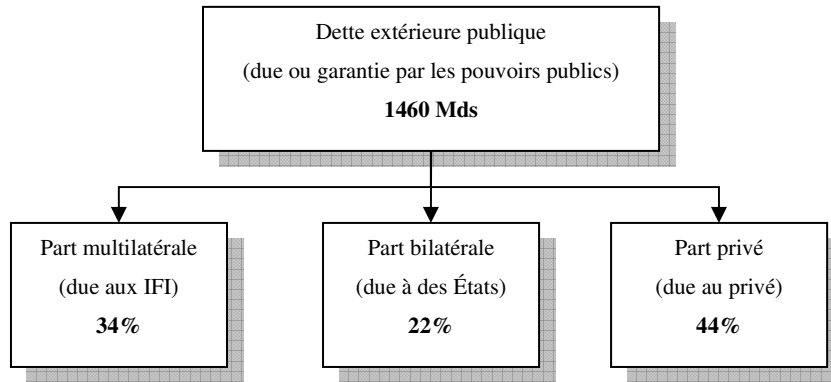 Dette extérieure publique
(due ou garantie par les pouvoirs publics)
1460 Mds
Part multilatérale
(due aux IFI)
34%
Part bilatérale
(due à des États)
22%
Part privé
(due au privé)
44%